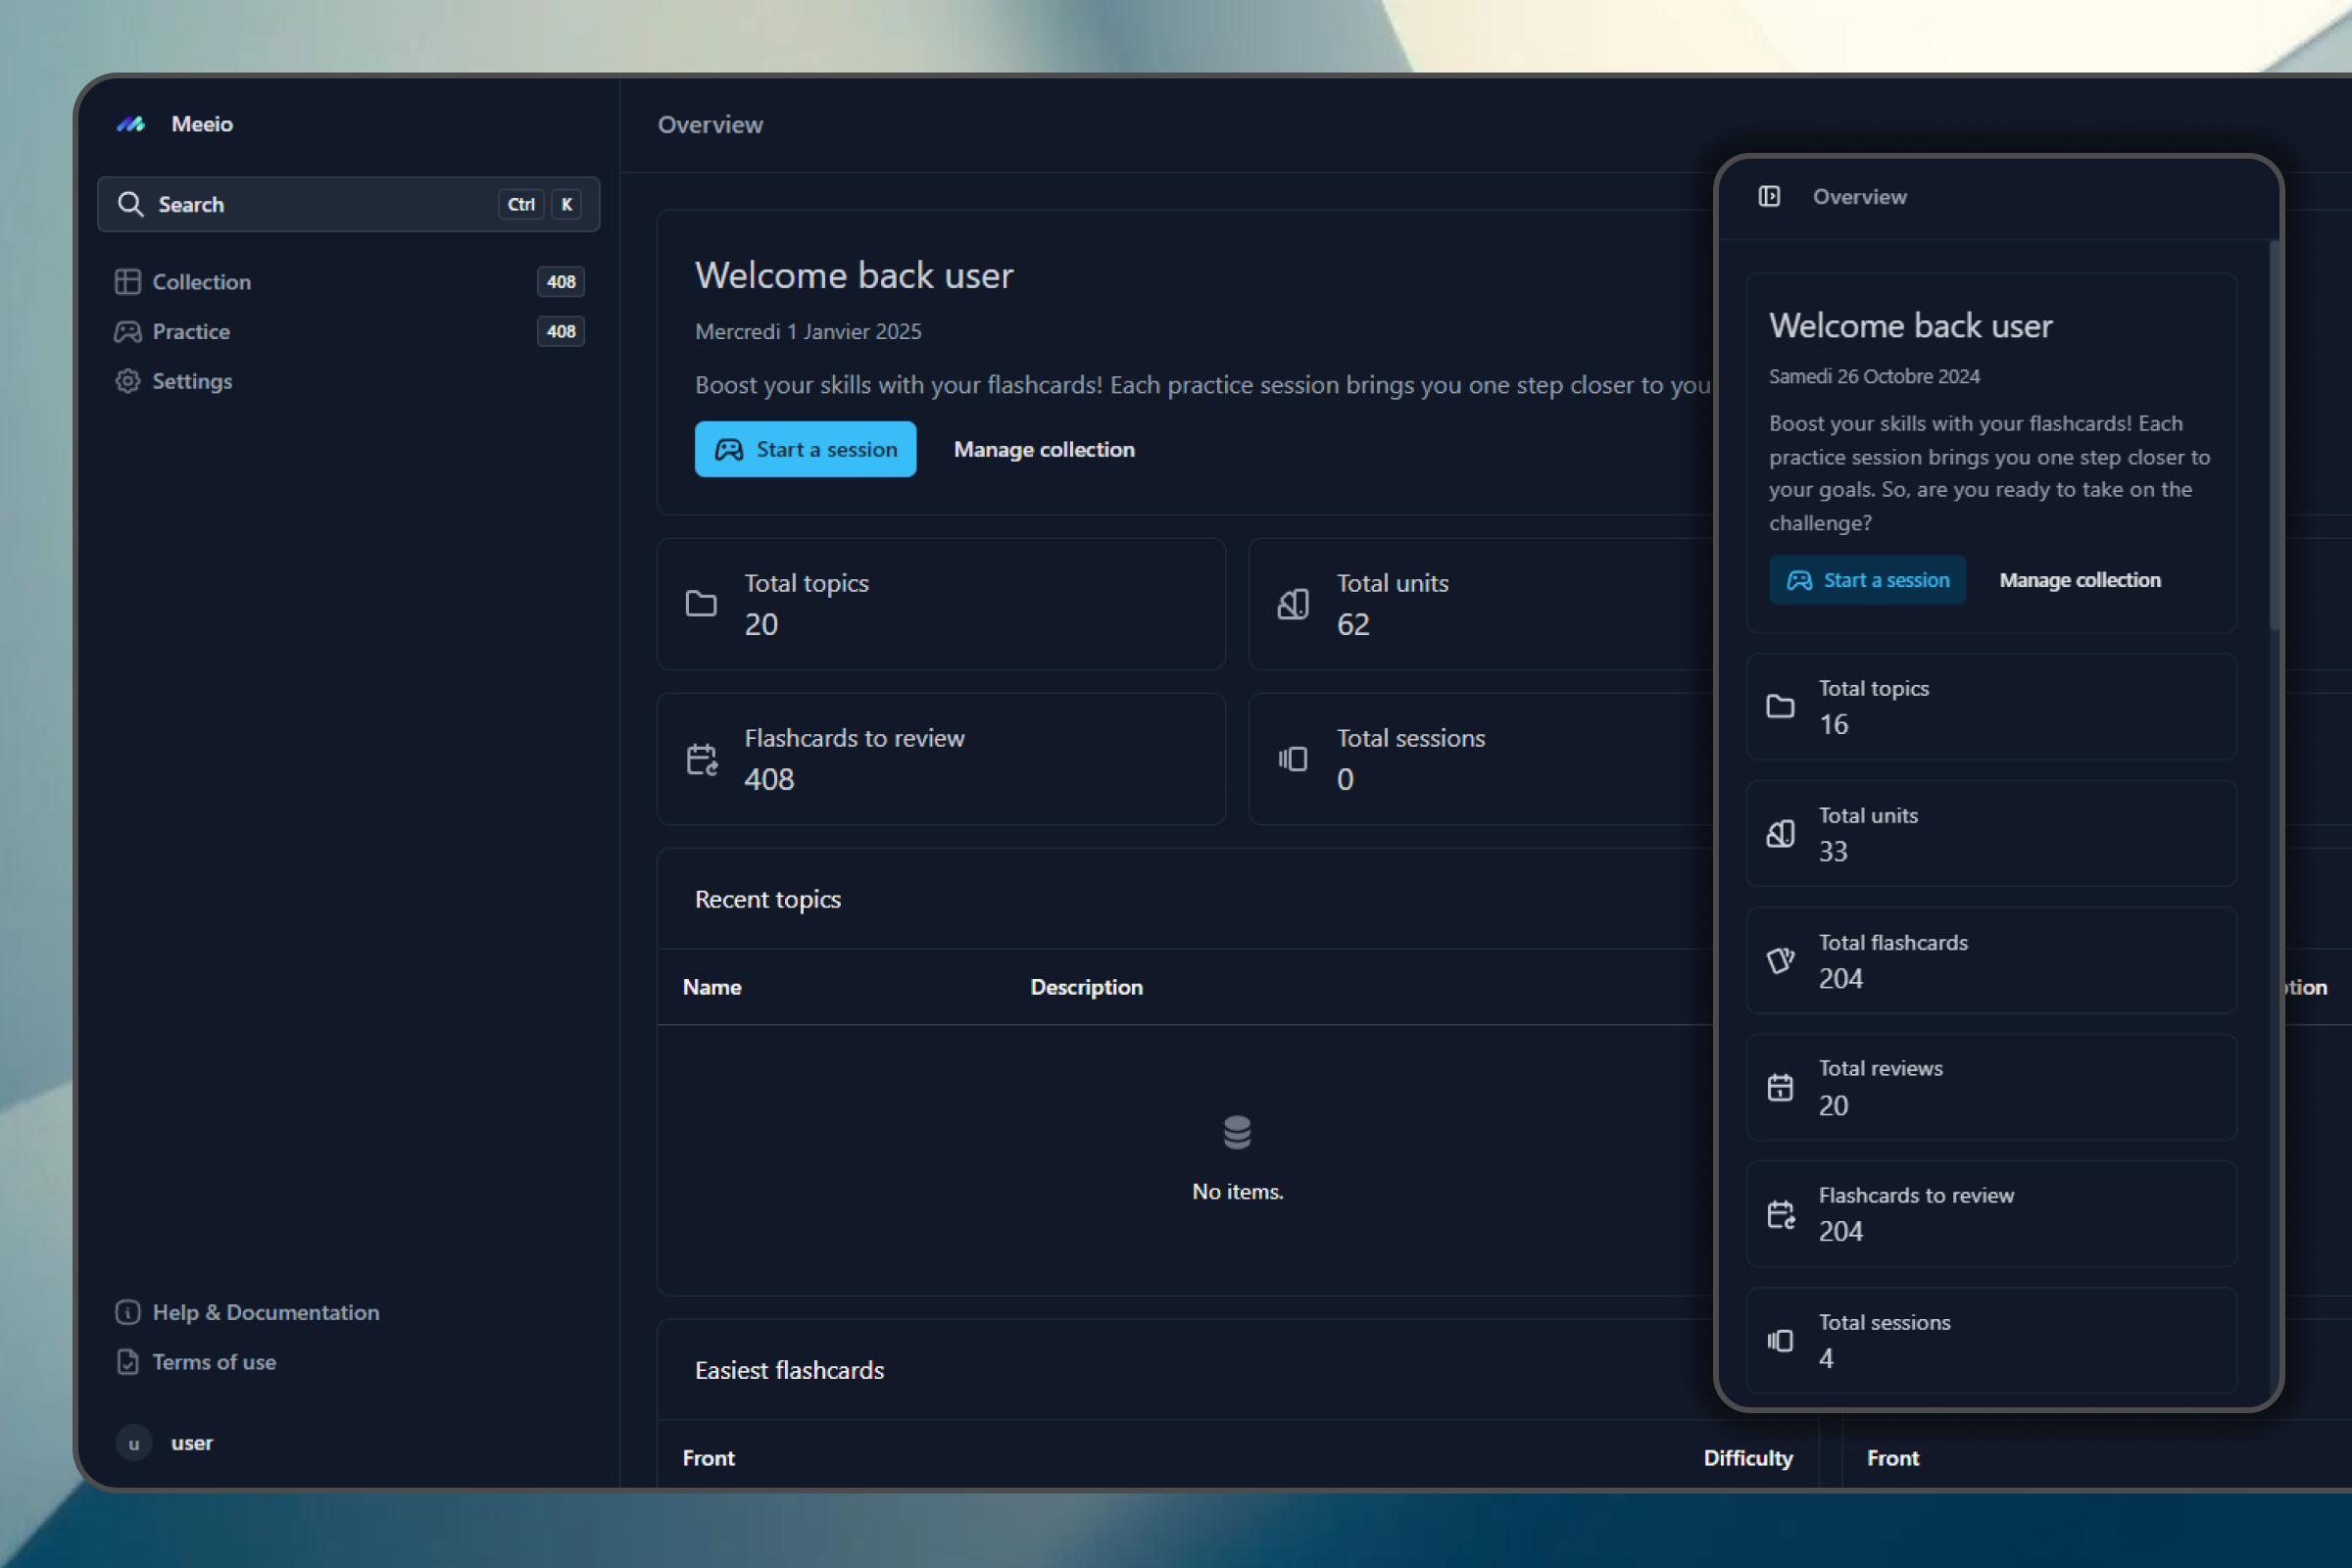 Meeio
Search
Ctrl K
Collection 408
Practice 408
Settings
Help & Documentation
Terms of use
u user
Overview
Welcome back user
Mercredi 1 Janvier 2025
Boost your skills with your flashcards! Each practice session brings you one step closer to you
Start a session Manage collection
Total topics
20
Total units
62
Flashcards to review
408
Total sessions
0
Recent topics
Name Description
No items.
Easiest flashcards
Front Difficulty
Front
Overview
Welcome back user
Samedi 26 Octobre 2024
Boost your skills with your flashcards! Each
practice session brings you one step closer to
your goals. So, are you ready to take on the
challenge?
Start a session Manage collection
Total topics
16
Total units
33
Total flashcards
204
Total reviews
20
Flashcards to review
204
Total sessions
4